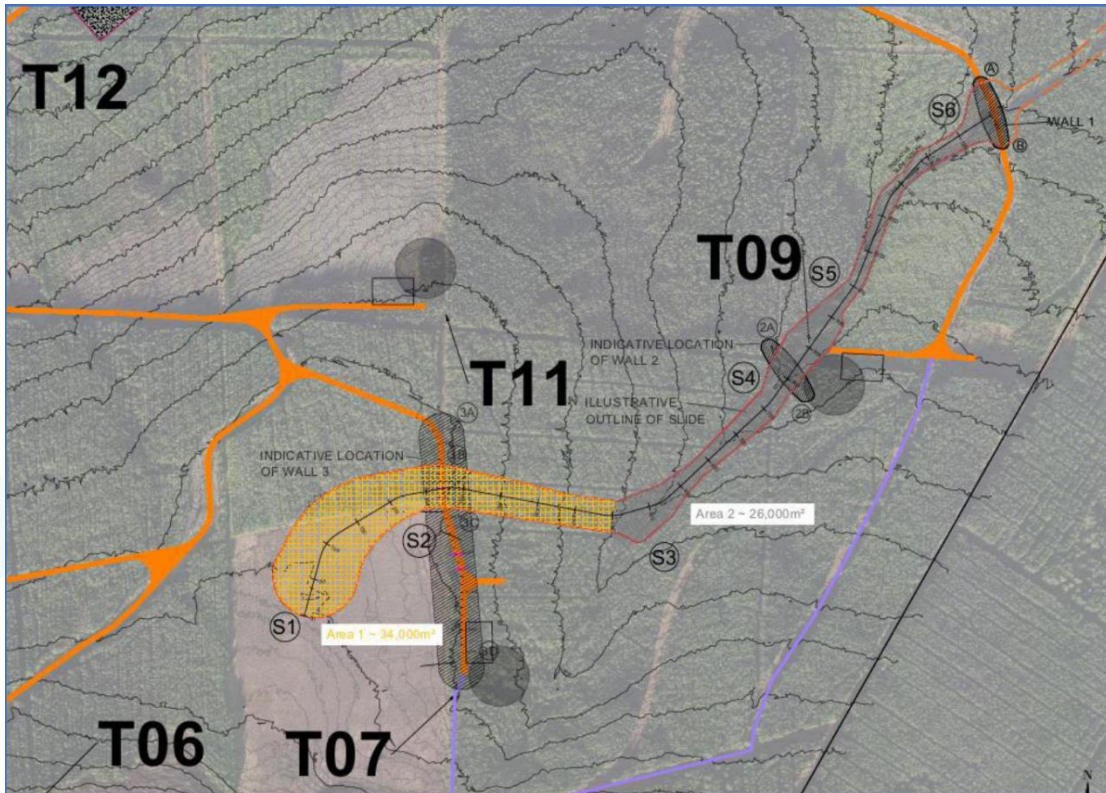 T12
A
S6
WALL 1
B
T09
S5
2A
INDICATIVE LOCATION
OF WALL 2
S4
T11
ILLUSTRATIVE
OUTLINE OF SLIDE
2B
3A
INDICATIVE LOCATION
OF WALL 3
3B
3C
S2
Area 2 ~ 26,000m²
S3
S1
Area 1 ~ 34,000m²
T06
T07
N